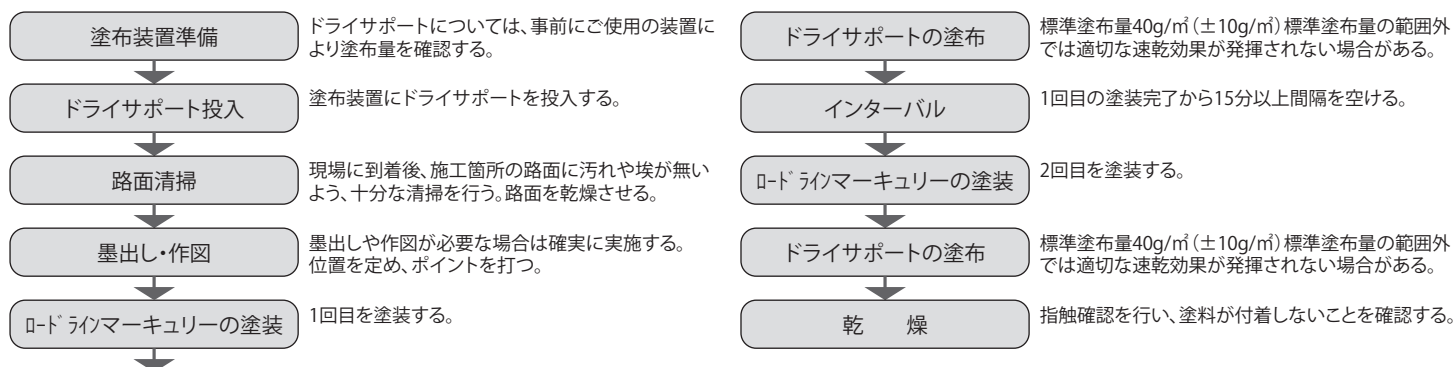 塗布装置準備
ドライサポートについては、事前にご使用の装置に
より塗布量を確認する。
ドライサポート投入
塗布装置にドライサポートを投入する。
路面清掃
現場に到着後、施工箇所の路面に汚れや埃が無い
よう、十分な清掃を行う。路面を乾燥させる。
墨出し・作図
墨出しや作図が必要な場合は確実に実施する。
位置を定め、ポイントを打つ。
ﾛｰﾄﾞﾗｲﾝマーキュリーの塗装
1回目を塗装する。
ドライサポートの塗布
標準塗布量40g/㎡（±10g/㎡）標準塗布量の範囲外
では適切な速乾効果が発揮されない場合がある。
インターバル
1回目の塗装完了から15分以上間隔を空ける。
ﾛｰﾄﾞﾗｲﾝマーキュリーの塗装
2回目を塗装する。
ドライサポートの塗布
標準塗布量40g/㎡（±10g/㎡）標準塗布量の範囲外
では適切な速乾効果が発揮されない場合がある。
乾　燥
指触確認を行い、塗料が付着しないことを確認する。